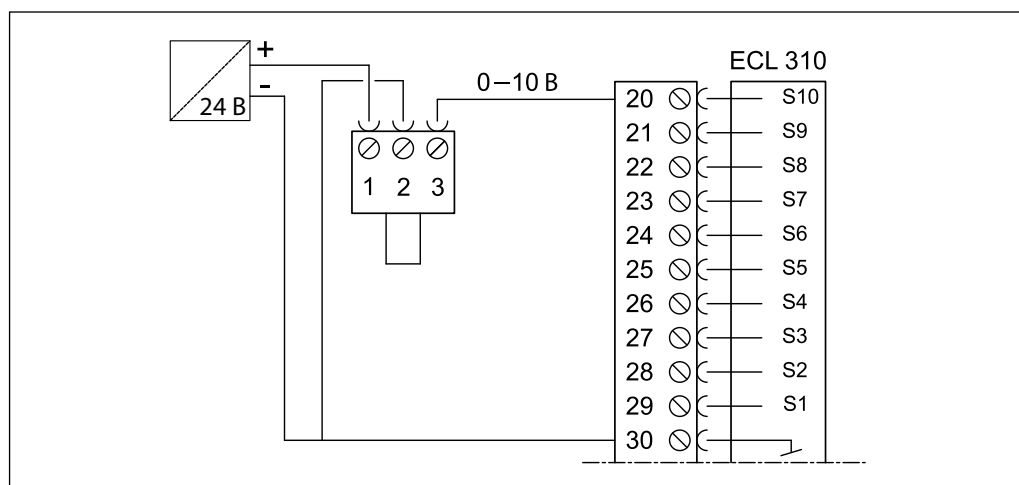 +
-
24 В
0–10 В
ECL 310
1 2 3
20 S10
21 S9
22 S8
23 S7
24 S6
25 S5
26 S4
27 S3
28 S2
29 S1
30